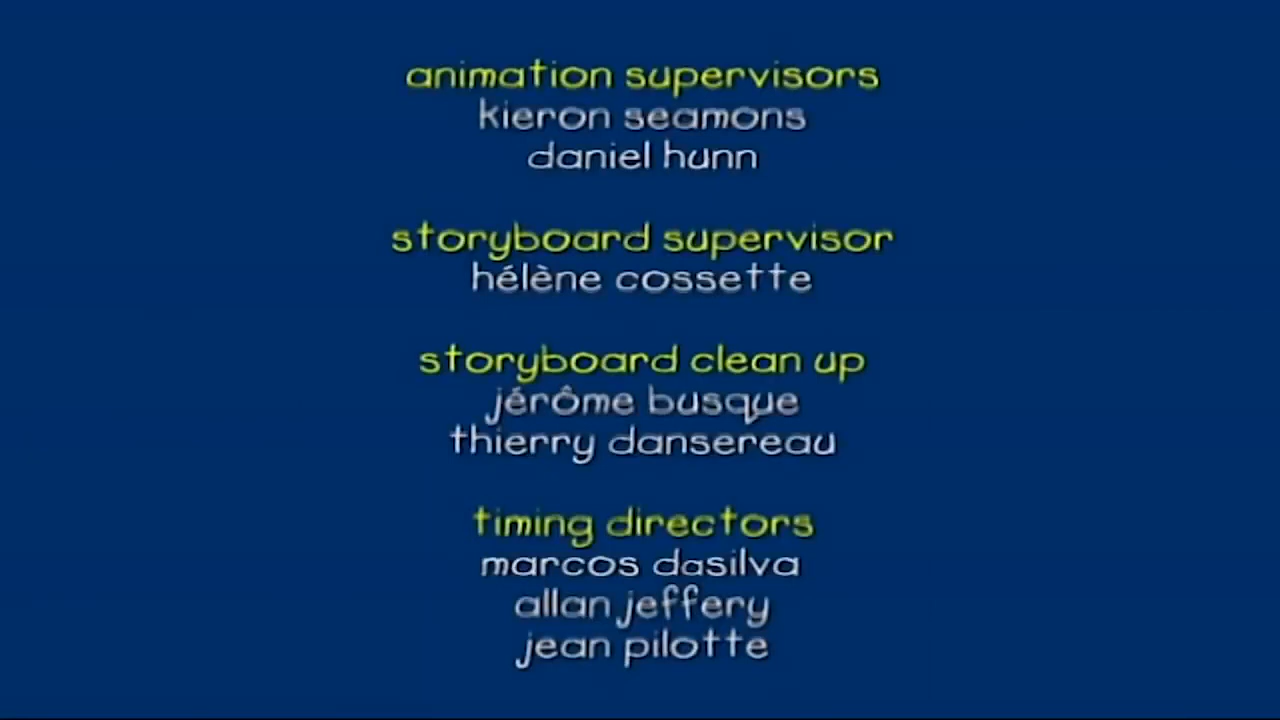 animation supervisors
kieron seamons
daniel hunn
storyboard supervisor
hélène cossette
storyboard clean up
jérôme busque
thierry dansereau
timing directors
marcos dasilva
allan jeffery
jean pilotte